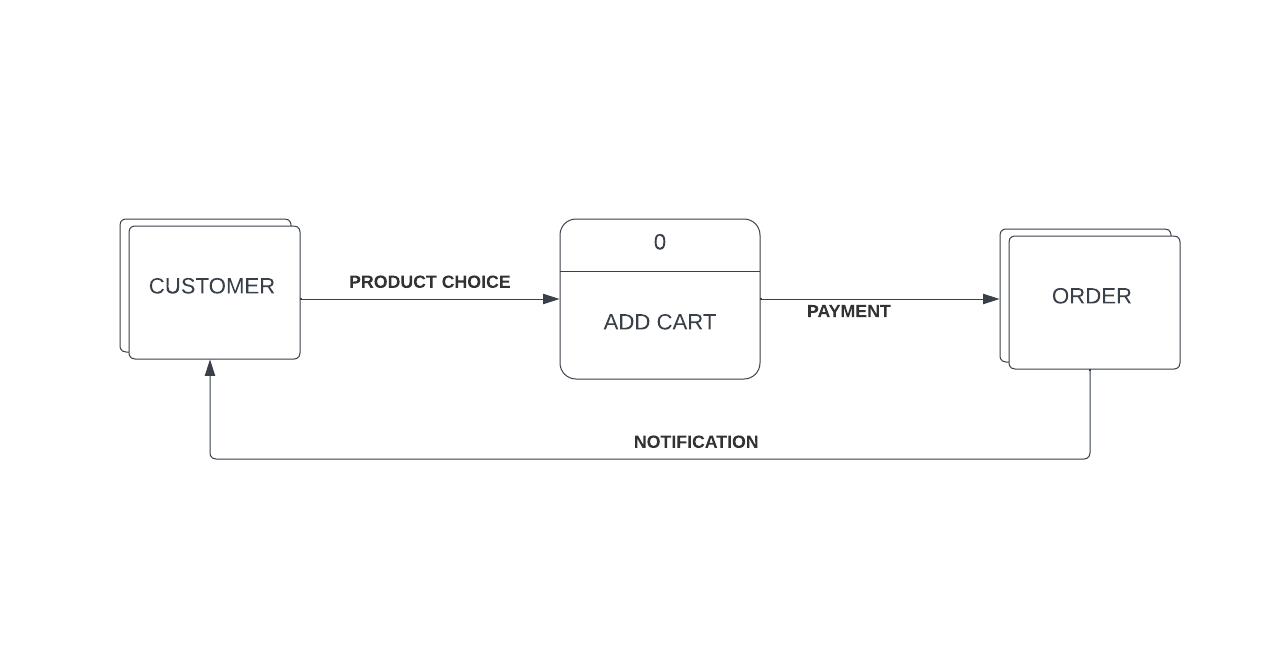 0
CUSTOMER
PRODUCT CHOICE
ADD CART
PAYMENT
ORDER
NOTIFICATION